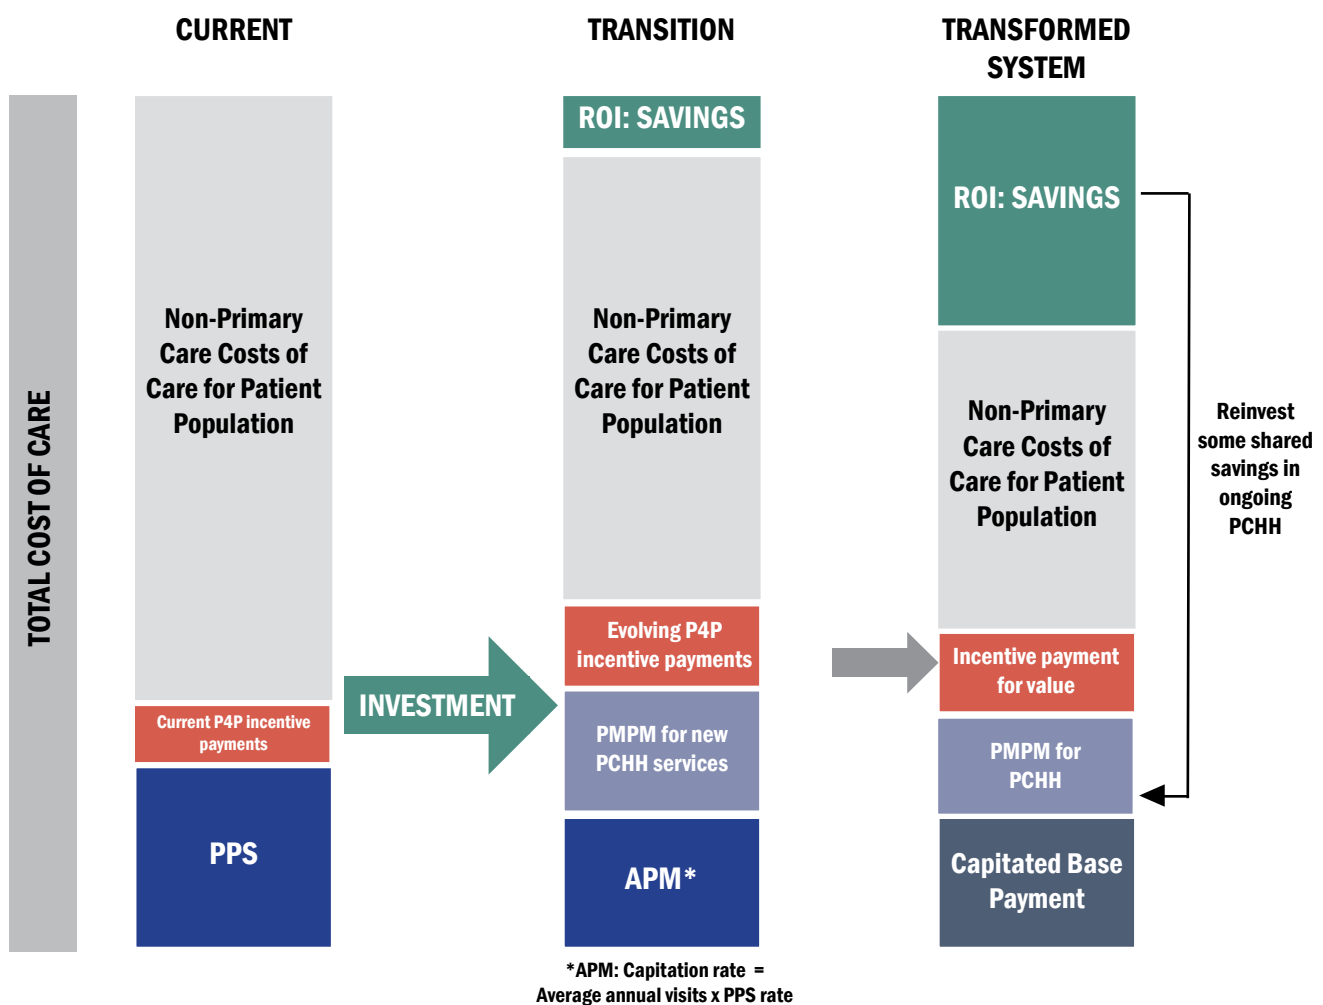 CURRENT
TRANSITION
TRANSFORMED
SYSTEM
TOTAL COST OF CARE
Non-Primary
Care Costs of
Care for Patient
Population
Current P4P incentive
payments
PPS
INVESTMENT
ROI: SAVINGS
Non-Primary
Care Costs of
Care for Patient
Population
Evolving P4P
incentive payments
PMPM for new
PCHH services
APM*
*APM: Capitation rate =
Average annual visits x PPS rate
ROI: SAVINGS
Non-Primary
Care Costs of
Care for Patient
Population
Incentive payment
for value
PMPM for
PCHH
Capitated Base
Payment
Reinvest
some shared
savings in
ongoing
PCHH